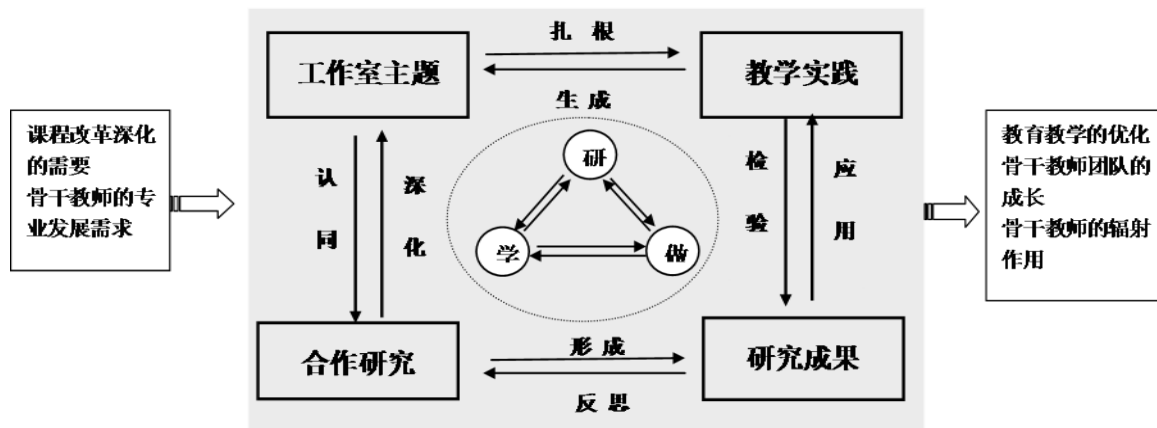 扎 根
工作室主题
教学实践
生 成
课程改革深化
的需要
骨干教师的专
业发展需求
认
同
深
化
研
学
做
检
验
应
用
教育教学的优化
骨干教师团队的
成长
骨干教师的辐射
作用
合作研究
形 成
研究成果
反 思